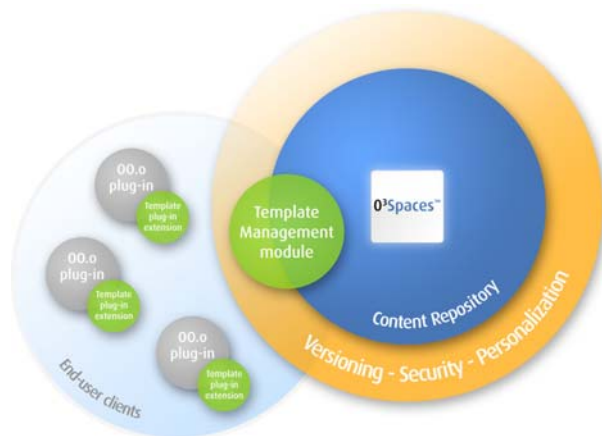 OO.o
plug-in
Template
plug-in
extension
OO.o
plug-in
Template
plug-in
extension
OO.o
plug-in
Template
plug-in
extension
End-user clients
Template
Management
module
O³Spaces™
Content Repository
Versioning - Security - Personalization